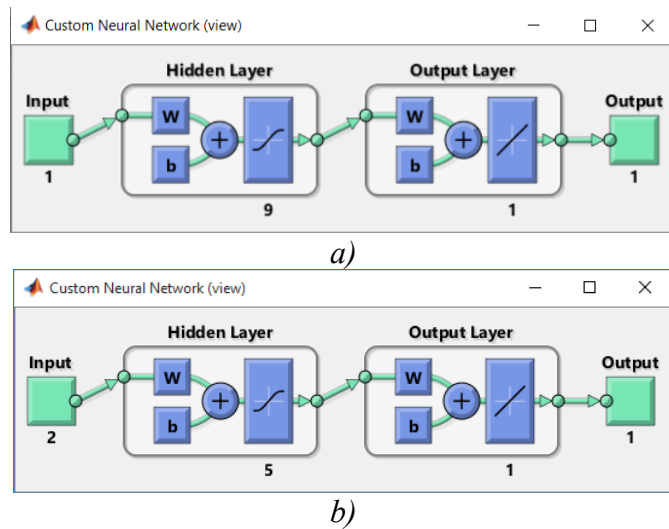 Custom Neural Network (view)
Hidden Layer Output Layer
Input Output
W b + W b +
1 9 1 1
a)
Custom Neural Network (view)
Hidden Layer Output Layer
Input Output
W b + W b +
2 5 1 1
b)